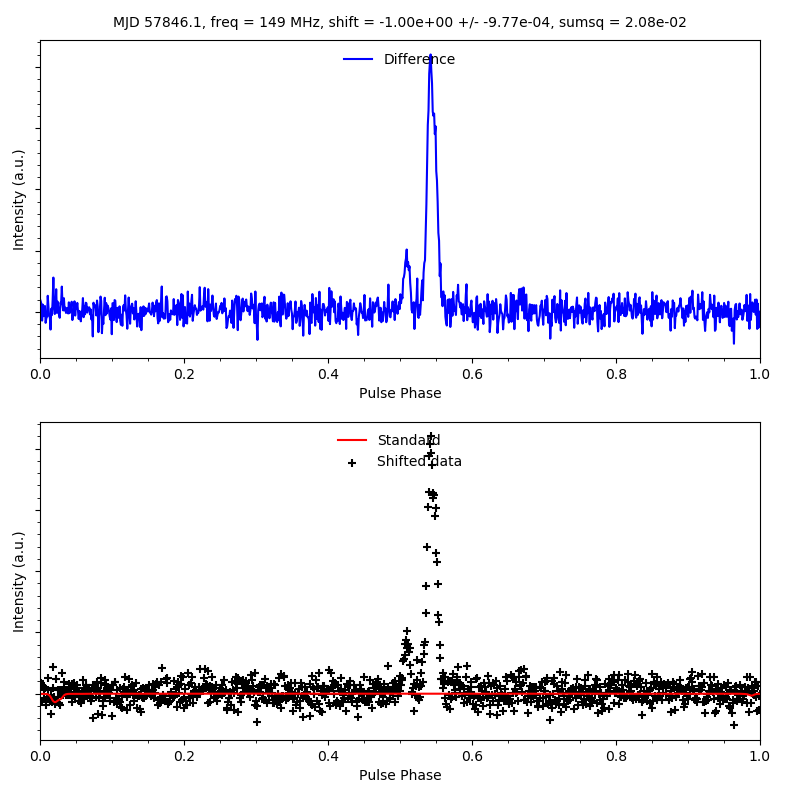 MJD 57846.1, freq = 149 MHz, shift = -1.00e+00 +/- -9.77e-04, sumsq = 2.08e-02
Difference
Intensity (a.u.)
0.0 0.2 0.4 0.6 0.8 1.0
Pulse Phase
Standard
Shifted data
Intensity (a.u.)
0.0 0.2 0.4 0.6 0.8 1.0
Pulse Phase